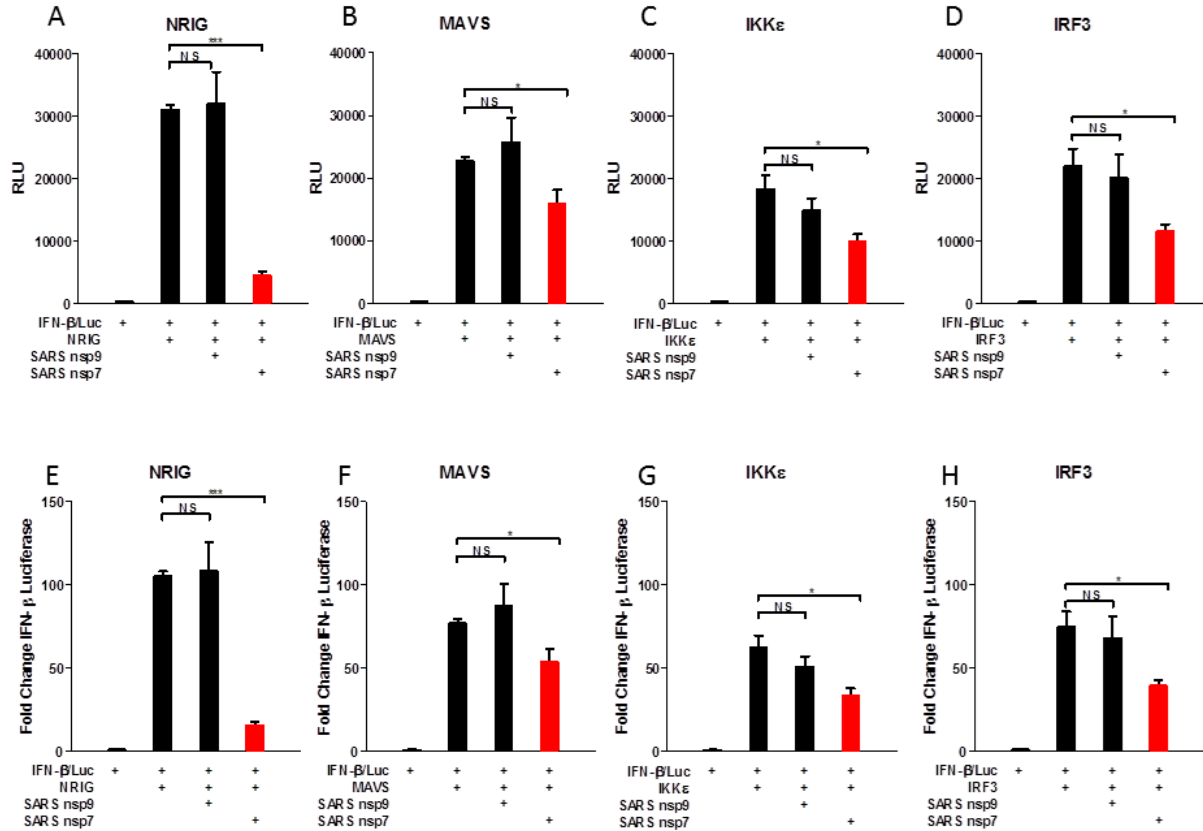 A
NRIG
***
NS
40000
30000
20000
10000
0
RLU
IFN-β/Luc + + + +
NRIG + + +
SARS nsp9 +
SARS nsp7 +
B
MAVS
*
NS
40000
30000
20000
10000
0
RLU
IFN-β/Luc + + + +
MAVS + + +
SARS nsp9 +
SARS nsp7 +
C
IKKε
*
NS
40000
30000
20000
10000
0
RLU
IFN-β/Luc + + + +
IKKε + + +
SARS nsp9 +
SARS nsp7 +
D
IRF3
*
NS
40000
30000
20000
10000
0
RLU
IFN-β/Luc + + + +
IRF3 + + +
SARS nsp9 +
SARS nsp7 +
E
NRIG
***
NS
150
100
50
0
Fold Change IFN-β Luciferase
IFN-β/Luc + + + +
NRIG + + +
SARS nsp9 +
SARS nsp7 +
F
MAVS
*
NS
150
100
50
0
Fold Change IFN-β Luciferase
IFN-β/Luc + + + +
MAVS + + +
SARS nsp9 +
SARS nsp7 +
G
IKKε
*
NS
150
100
50
0
Fold Change IFN-β Luciferase
IFN-β/Luc + + + +
IKKε + + +
SARS nsp9 +
SARS nsp7 +
H
IRF3
*
NS
150
100
50
0
Fold Change IFN-β Luciferase
IFN-β/Luc + + + +
IRF3 + + +
SARS nsp9 +
SARS nsp7 +